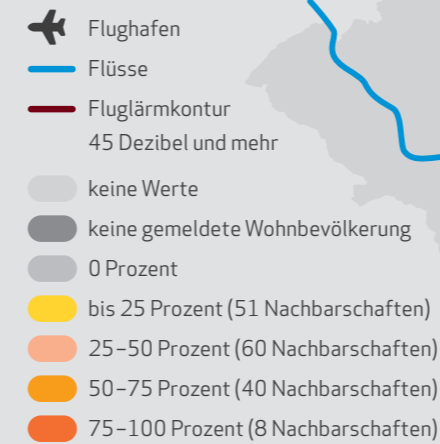 Flughafen
Flüsse
Fluglärmkontur
45 Dezibel und mehr
keine Werte
keine gemeldete Wohnbevölkerung
0 Prozent
bis 25 Prozent (51 Nachbarschaften)
25–50 Prozent (60 Nachbarschaften)
50–75 Prozent (40 Nachbarschaften)
75–100 Prozent (8 Nachbarschaften)